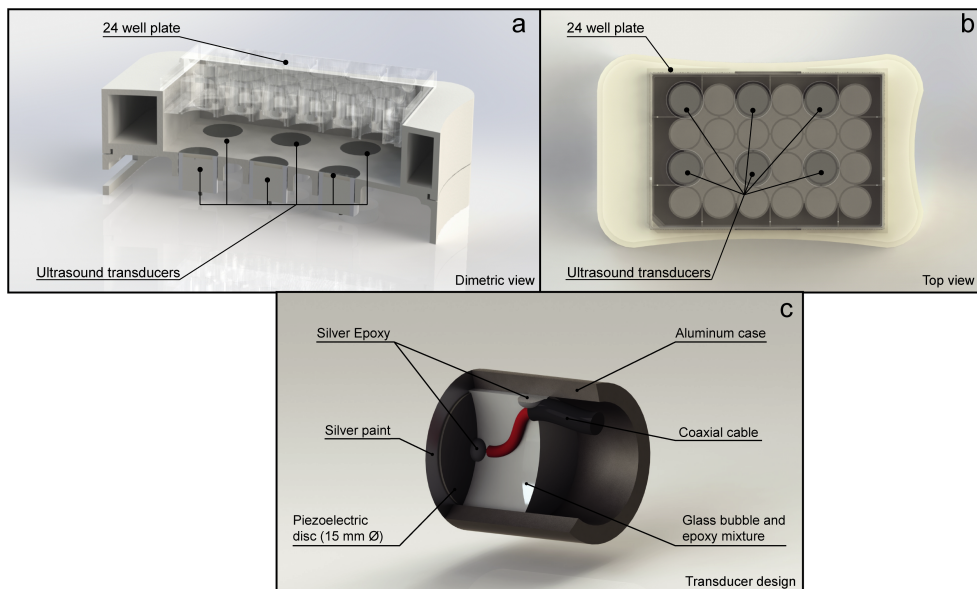 24 well plate
a
Ultrasound transducers
Dimetric view
24 well plate
b
Ultrasound transducers
Top view
c
Silver Epoxy
Aluminum case
Silver paint
Coaxial cable
Piezoelectric
disc (15 mm Ø)
Glass bubble and
epoxy mixture
Transducer design